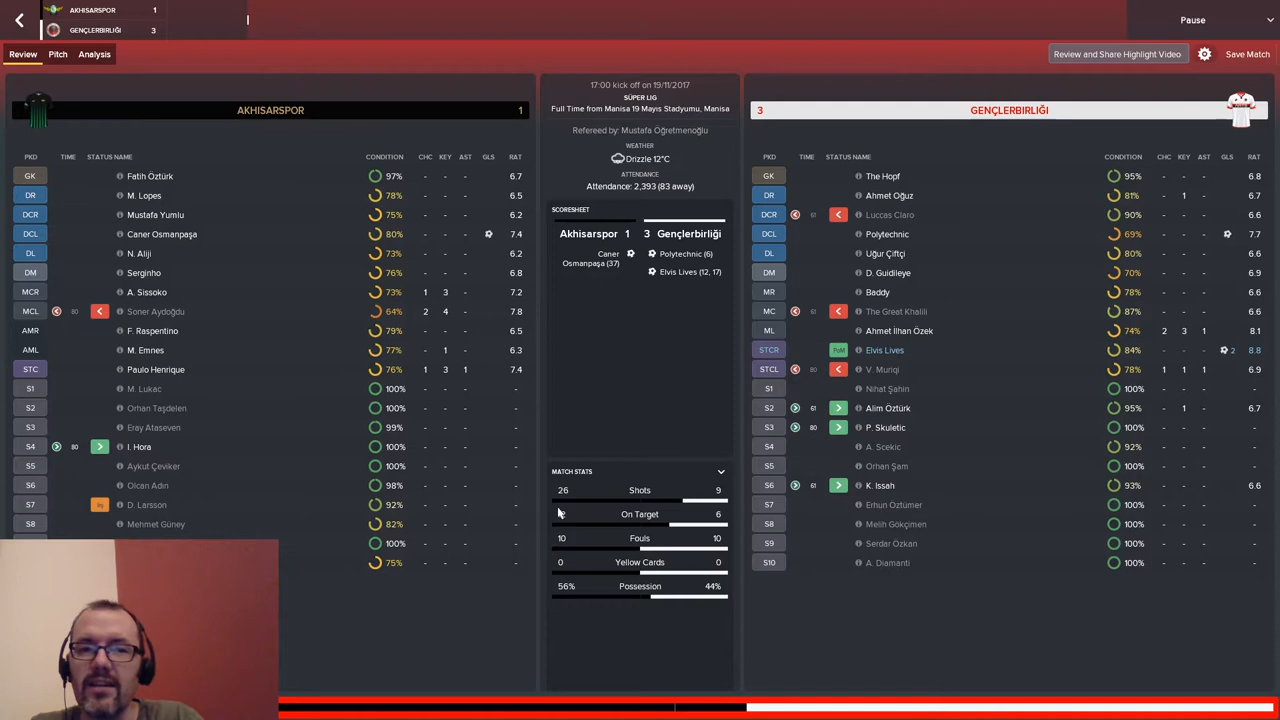 AKHISARSPOR 1
GENÇLERBIRLIĞI 3
Pause
Review Pitch Analysis
Review and Share Highlight Video
Save Match
AKHISARSPOR 1
PKD TIME STATUS NAME CONDITION CHC KEY AST GLS RAT
GK Fatih Öztürk 97% - - - - 6.7
DR M. Lopes 78% - - - - 6.5
DCR Mustafa Yumlu 75% - - - - 6.2
DCL Caner Osmanpaşa 80% - - - 7.4
DL N. Aliji 73% - - - - 6.2
DM Serginho 76% - - - - 6.8
MCR A. Sissoko 73% 1 3 - - 7.2
MCL 80 Soner Aydoğdu 64% 2 4 - - 7.8
AMR F. Raspentino 79% - - - - 6.5
AML M. Emnes 77% - 1 - - 6.3
STC Paulo Henrique 76% 1 3 1 - 7.4
S1 M. Lukac 100% - - - - -
S2 Orhan Taşdelen 100% - - - - -
S3 Eray Ataseven 99% - - - - -
S4 80 I. Hora 100% - - - - -
S5 Aykut Çeviker 100% - - - - -
S6 Olcan Adın 98% - - - - -
S7 Inj D. Larsson 92% - - - - -
S8 Mehmet Güney 82% - - - - -
100% - - - - -
75% - - - - -
17:00 kick off on 19/11/2017
SÜPER LIG
Full Time from Manisa 19 Mayıs Stadyumu, Manisa
Refereed by: Mustafa Öğretmenoğlu
WEATHER
Drizzle 12°C
ATTENDANCE
Attendance: 2,393 (83 away)
SCORESHEET
Akhisarspor 1 3 Gençlerbirliği
Caner Osmanpaşa (37)
Polytechnic (6)
Elvis Lives (12, 17)
MATCH STATS
26 Shots 9
On Target 6
10 Fouls 10
0 Yellow Cards 0
56% Possession 44%
3 GENÇLERBIRLIĞI
PKD TIME STATUS NAME CONDITION CHC KEY AST GLS RAT
GK The Hopf 95% - - - - 6.8
DR Ahmet Oğuz 81% - 1 - - 6.7
DCR 61 Luccas Claro 90% - - - - 6.6
DCL Polytechnic 69% - - - 7.7
DL Uğur Çiftçi 80% - - - - 6.6
DM D. Guidileye 70% - - - - 6.9
MR Baddy 78% - - - - 6.6
MC 61 The Great Khalili 87% - - - - 6.6
ML Ahmet İlhan Özek 74% 2 3 1 - 8.1
STCR PoM Elvis Lives 84% - - - 2 8.8
STCL 80 V. Muriqi 78% 1 1 1 - 6.9
S1 Nihat Şahin 100% - - - - -
S2 61 Alim Öztürk 95% - 1 - - 6.7
S3 80 P. Skuletic 100% - - - - -
S4 A. Scekic 92% - - - - -
S5 Orhan Şam 100% - - - - -
S6 61 K. Issah 93% - - - - 6.6
S7 Erhun Öztümer 100% - - - - -
S8 Melih Gökçimen 100% - - - - -
S9 Serdar Özkan 100% - - - - -
S10 A. Diamanti 100% - - - - -